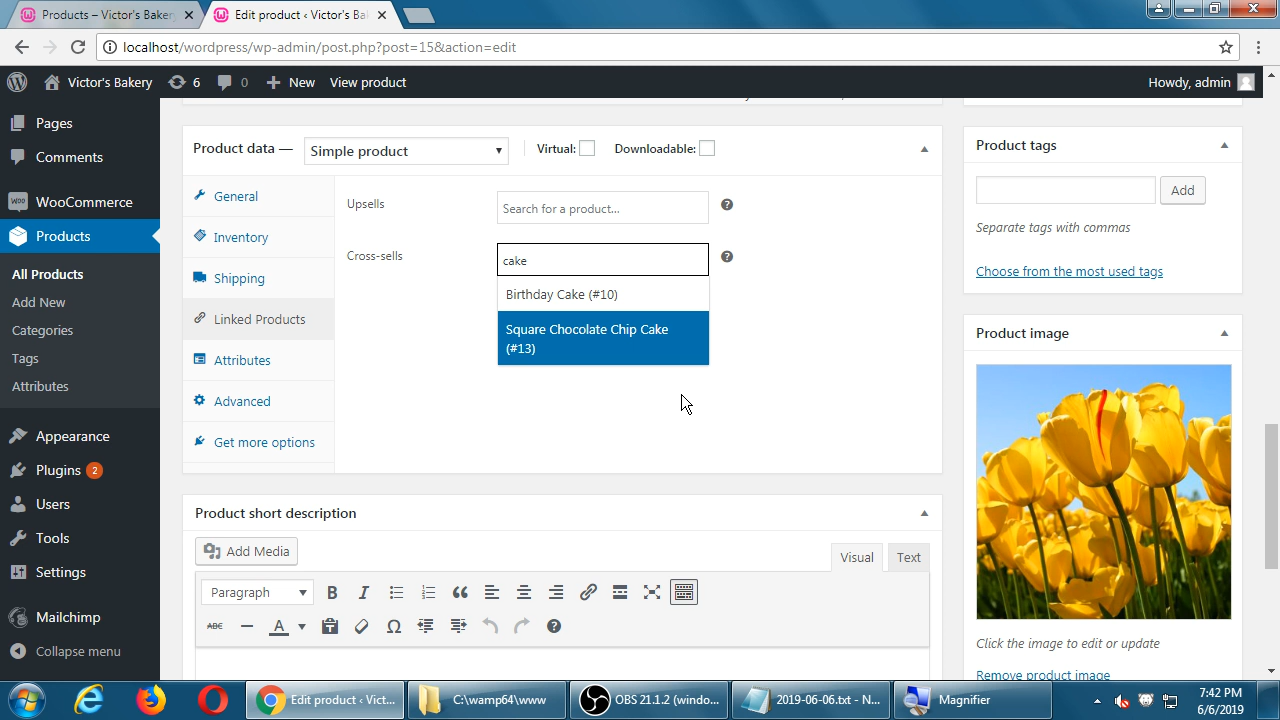 Products – Victor's Bakery
Edit product ‹ Victor's Bak
localhost/wordpress/wp-admin/post.php?post=15&action=edit
Victor's Bakery
6
0
New
View product
Howdy, admin
Pages
Comments
WooCommerce
Products
All Products
Add New
Categories
Tags
Attributes
Appearance
Plugins 2
Users
Tools
Settings
Mailchimp
Collapse menu
Product data —
Simple product
Virtual:
Downloadable:
General
Inventory
Shipping
Linked Products
Attributes
Advanced
Get more options
Upsells
Search for a product...
Cross-sells
cake
Birthday Cake (#10)
Square Chocolate Chip Cake
(#13)
Product short description
Add Media
Visual
Text
Paragraph
Product tags
Add
Separate tags with commas
Choose from the most used tags
Product image
Click the image to edit or update
Remove product image
Edit product ‹ Vict...
C:\wamp64\www
OBS 21.1.2 (windo...
2019-06-06.txt - N...
Magnifier
7:42 PM
6/6/2019